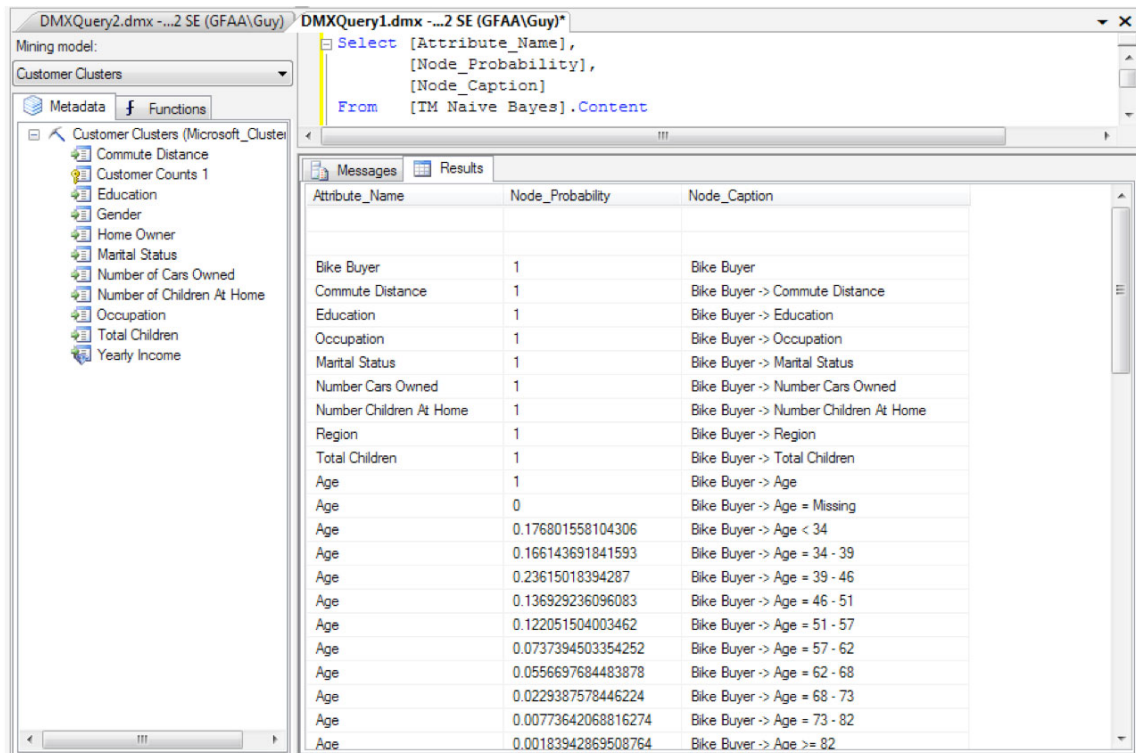 DMXQuery2.dmx -...2 SE (GFAA\Guy)
DMXQuery1.dmx -...2 SE (GFAA\Guy)*
Mining model:
Customer Clusters
Metadata
Functions
Customer Clusters (Microsoft_Cluster
Commute Distance
Customer Counts 1
Education
Gender
Home Owner
Marital Status
Number of Cars Owned
Number of Children At Home
Occupation
Total Children
Yearly Income
Select [Attribute_Name],
[Node_Probability],
[Node_Caption]
From [TM Naive Bayes].Content
Messages
Results
Attribute_Name Node_Probability Node_Caption
Bike Buyer 1 Bike Buyer
Commute Distance 1 Bike Buyer -> Commute Distance
Education 1 Bike Buyer -> Education
Occupation 1 Bike Buyer -> Occupation
Marital Status 1 Bike Buyer -> Marital Status
Number Cars Owned 1 Bike Buyer -> Number Cars Owned
Number Children At Home 1 Bike Buyer -> Number Children At Home
Region 1 Bike Buyer -> Region
Total Children 1 Bike Buyer -> Total Children
Age 1 Bike Buyer -> Age
Age 0 Bike Buyer -> Age = Missing
Age 0.176801558104306 Bike Buyer -> Age < 34
Age 0.166143691841593 Bike Buyer -> Age = 34 - 39
Age 0.23615018394287 Bike Buyer -> Age = 39 - 46
Age 0.136929236096083 Bike Buyer -> Age = 46 - 51
Age 0.122051504003462 Bike Buyer -> Age = 51 - 57
Age 0.0737394503354252 Bike Buyer -> Age = 57 - 62
Age 0.0556697684483878 Bike Buyer -> Age = 62 - 68
Age 0.0229387578446224 Bike Buyer -> Age = 68 - 73
Age 0.00773642068816274 Bike Buyer -> Age = 73 - 82
Age 0.00183942869508764 Bike Buyer -> Age >= 82